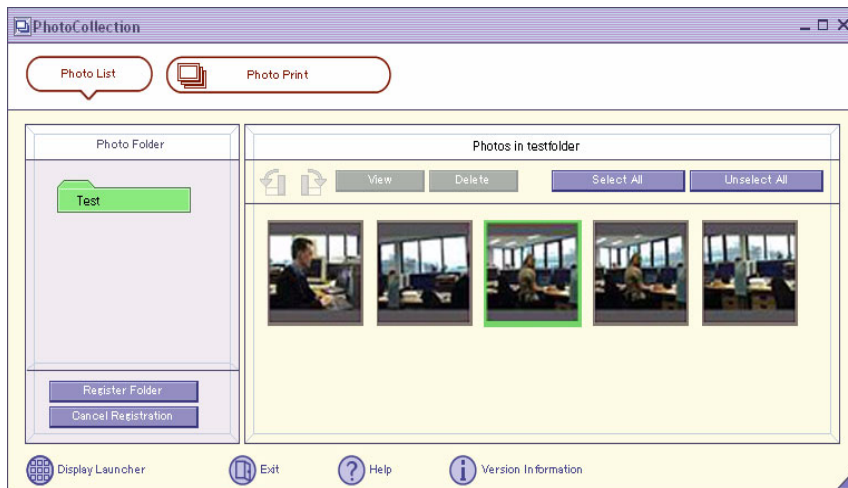 PhotoCollection
Photo List
Photo Print
Photo Folder
Test
Register Folder
Cancel Registration
Photos in testfolder
View
Delete
Select All
Unselect All
Display Launcher
Exit
Help
Version Information